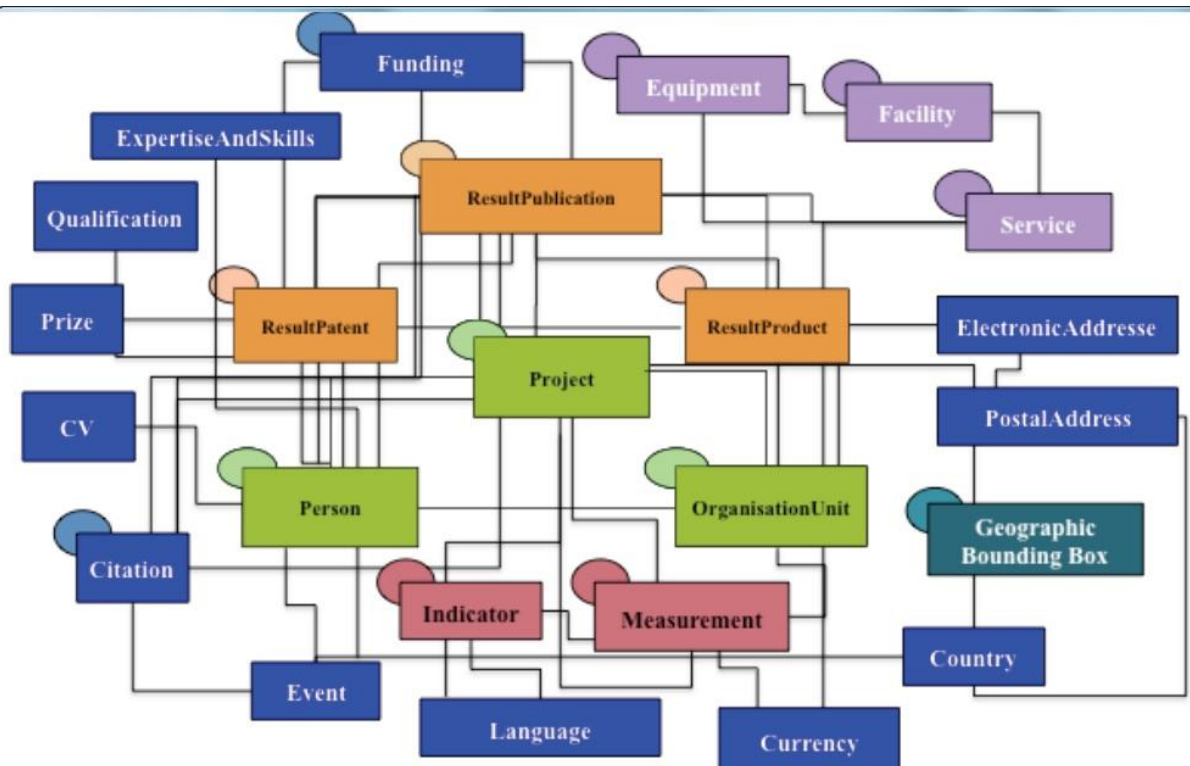 Funding
Equipment
Facility
ExpertiseAndSkills
ResultPublication
Qualification
Service
Prize
ResultPatent
ResultProduct
ElectronicAddresse
Project
CV
PostalAddress
Person
OrganisationUnit
Geographic
Bounding Box
Citation
Indicator
Measurement
Country
Event
Language
Currency